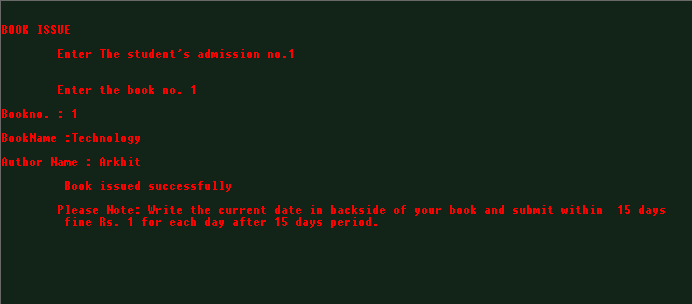 BOOK ISSUE
Enter The student's admission no.1
Enter the book no. 1
Bookno. : 1
BookName :Technology
Author Name : Arkhit
Book issued successfully
Please Note: Write the current date in backside of your book and submit within  15 days
fine Rs. 1 for each day after 15 days period.